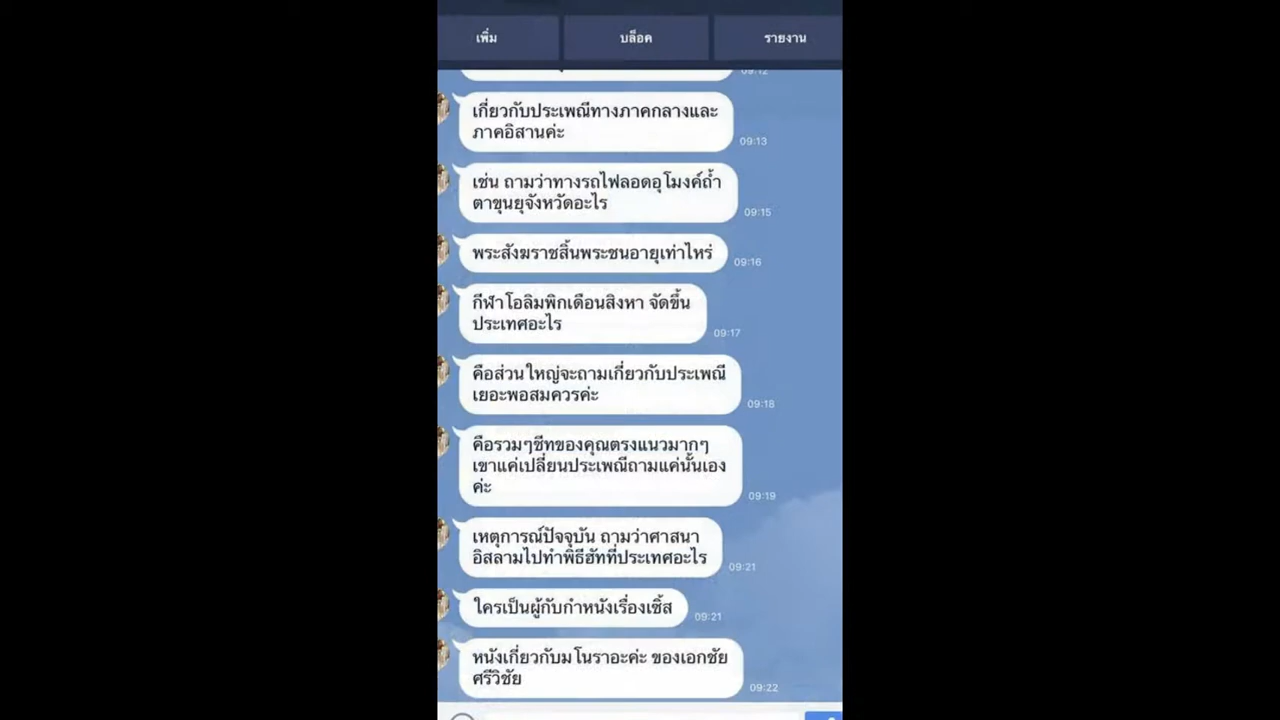 เพิ่ม
บล็อค
รายงาน
09:12
เกี่ยวกับประเพณีทางภาคกลางและ
ภาคอิสานค่ะ
09:13
เช่น ถามว่าทางรถไฟลอดอุโมงค์ถ้ำ
ตาขุนยุจังหวัดอะไร
09:15
พระสังฆราชสิ้นพระชนอายุเท่าไหร่
09:16
กีฬาโอลิมพิกเดือนสิงหา จัดขึ้น
ประเทศอะไร
09:17
คือส่วนใหญ่จะถามเกี่ยวกับประเพณี
เยอะพอสมควรค่ะ
09:18
คือรวมๆชีทของคุณตรงแนวมากๆ
เขาแค่เปลี่ยนประเพณีถามแค่นั้นเอง
ค่ะ
09:19
เหตุการณ์ปัจจุบัน ถามว่าศาสนา
อิสลามไปทำพิธีฮัทที่ประเทศอะไร
09:21
ใครเป็นผู้กับกำหนังเรื่องเซิ้ส
09:21
หนังเกี่ยวกับมโนราอะค่ะ ของเอกชัย
ศรีวิชัย
09:22